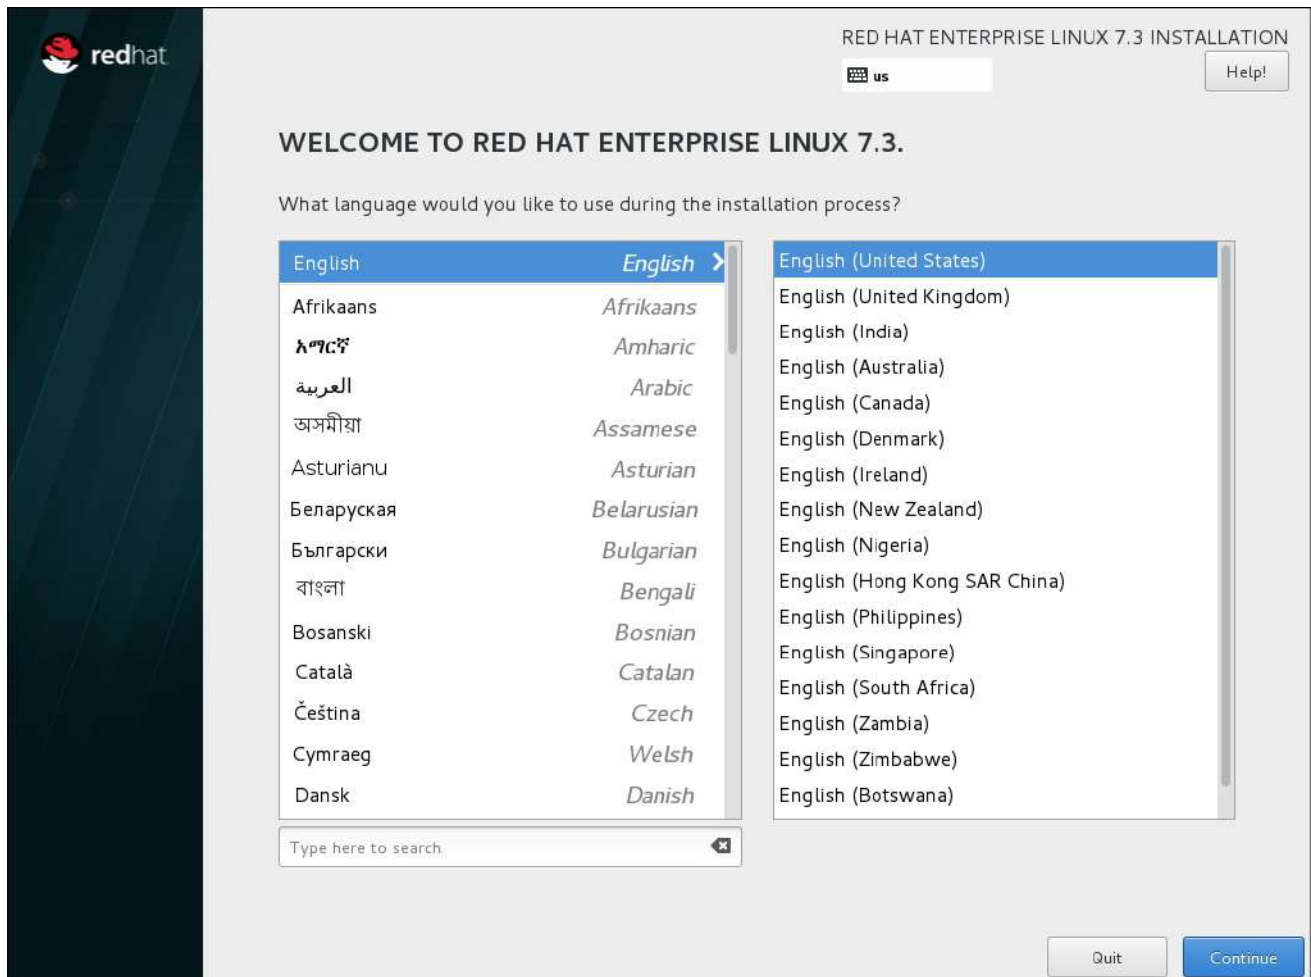 redhat
RED HAT ENTERPRISE LINUX 7.3 INSTALLATION
us
Help!
WELCOME TO RED HAT ENTERPRISE LINUX 7.3.
What language would you like to use during the installation process?
English English
Afrikaans Afrikaans
አማርኛ Amharic
العربية Arabic
অসমীয়া Assamese
Asturianu Asturian
Беларуская Belarusian
Български Bulgarian
বাংলা Bengali
Bosanski Bosnian
Català Catalan
Čeština Czech
Cymraeg Welsh
Dansk Danish
Type here to search.
English (United States)
English (United Kingdom)
English (India)
English (Australia)
English (Canada)
English (Denmark)
English (Ireland)
English (New Zealand)
English (Nigeria)
English (Hong Kong SAR China)
English (Philippines)
English (Singapore)
English (South Africa)
English (Zambia)
English (Zimbabwe)
English (Botswana)
Quit
Continue